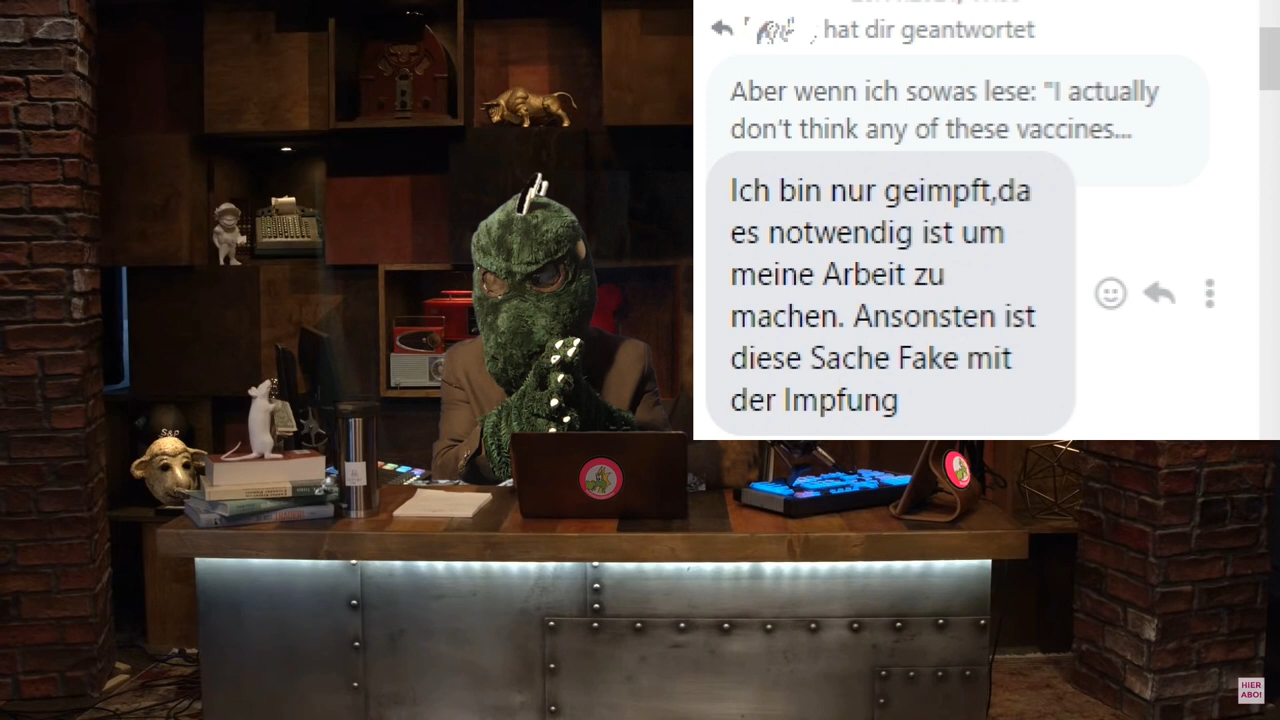 hat dir geantwortet
Aber wenn ich sowas lese: "I actually
don't think any of these vaccines...
Ich bin nur geimpft,da
es notwendig ist um
meine Arbeit zu
machen. Ansonsten ist
diese Sache Fake mit
der Impfung
S&P
HIER
ABO!